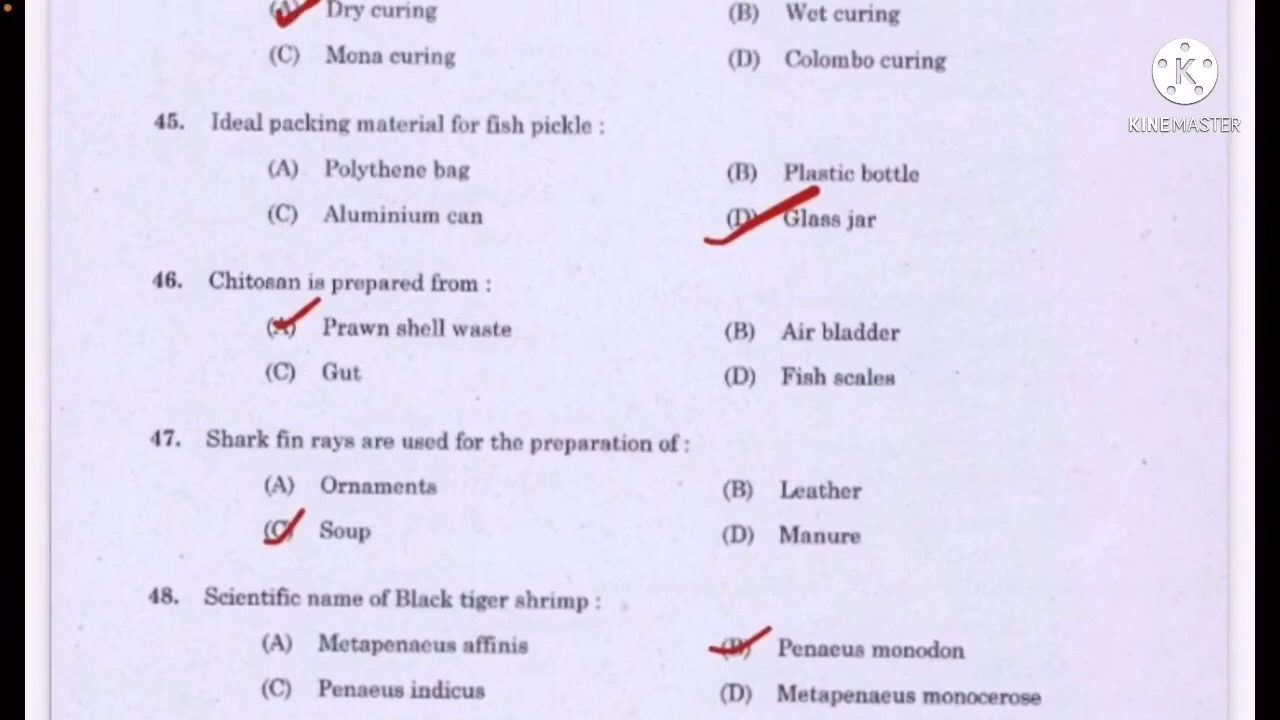 (A) Dry curing (B) Wet curing
(C) Mona curing (D) Colombo curing
K
KINEMASTER
45. Ideal packing material for fish pickle :
(A) Polythene bag (B) Plastic bottle
(C) Aluminium can (D) Glass jar
46. Chitosan is prepared from :
(A) Prawn shell waste (B) Air bladder
(C) Gut (D) Fish scales
47. Shark fin rays are used for the preparation of :
(A) Ornaments (B) Leather
(C) Soup (D) Manure
48. Scientific name of Black tiger shrimp :
(A) Metapenaeus affinis (B) Penaeus monodon
(C) Penaeus indicus (D) Metapenaeus monocerose